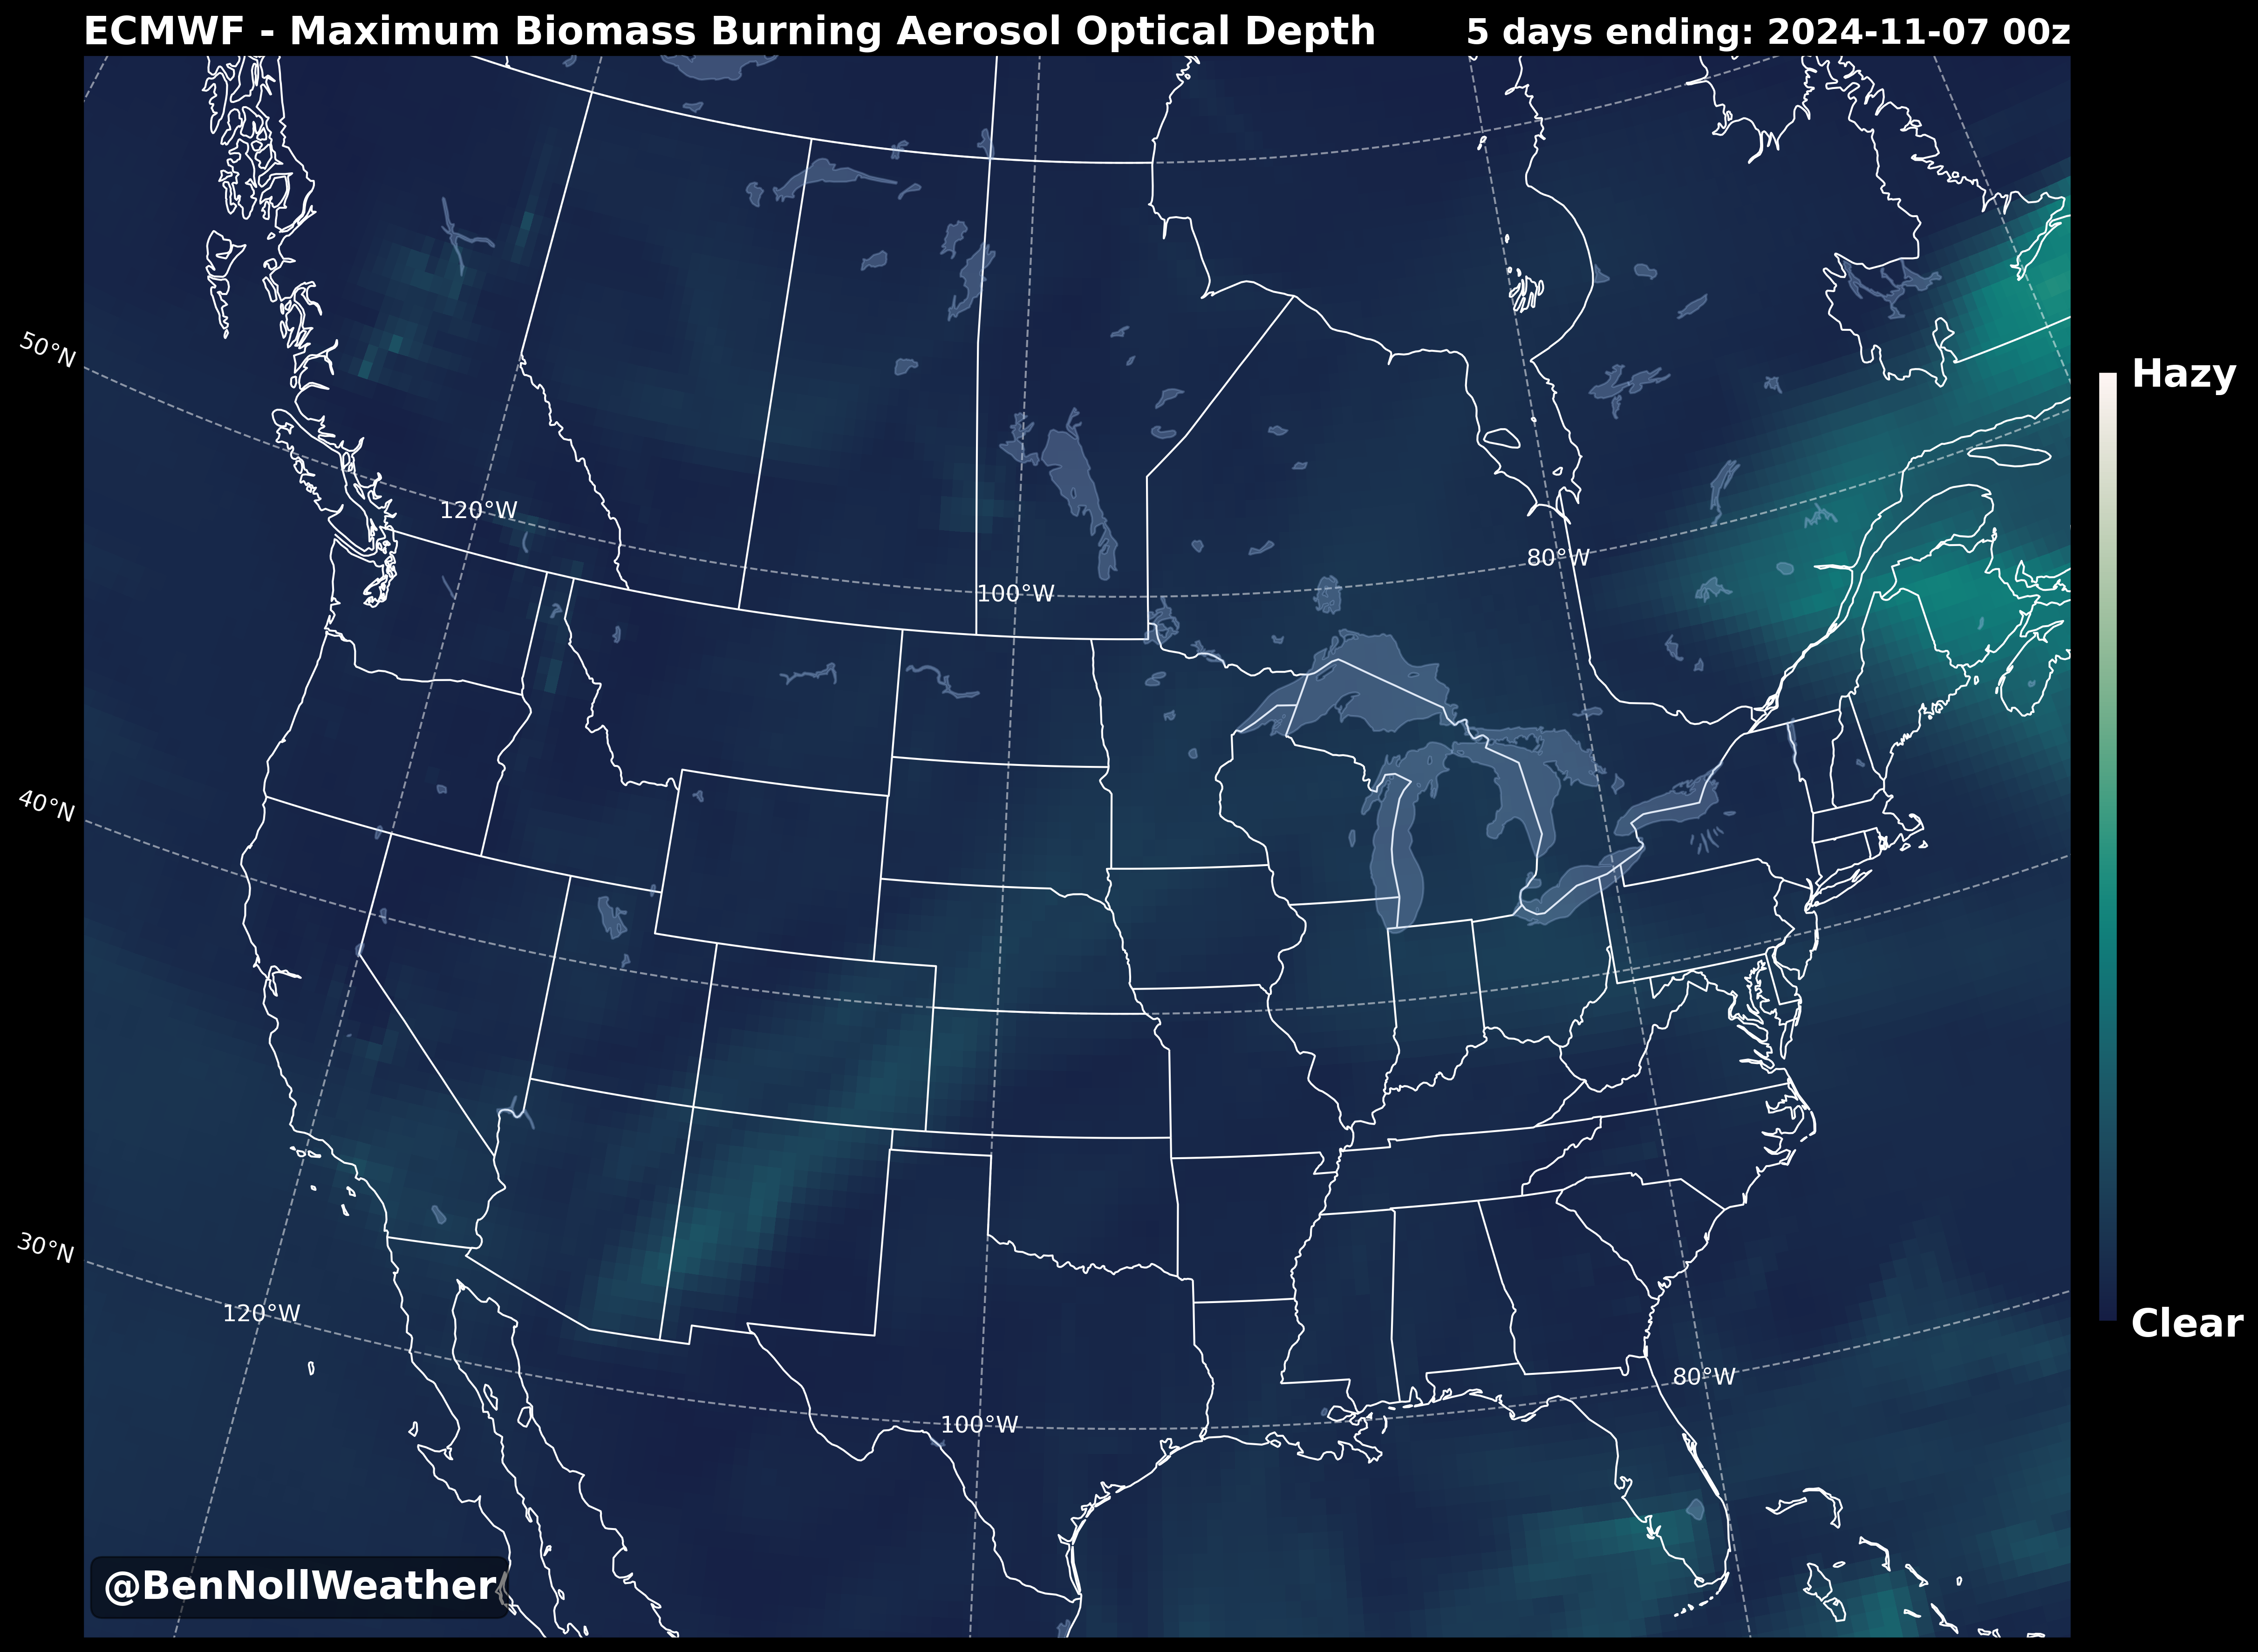 ECMWF - Maximum Biomass Burning Aerosol Optical Depth
5 days ending: 2024-11-07 00z
50°N
Hazy
120°W
80°W
100°W
40°N
30°N
120°W
Clear
80°W
100°W
@BenNollWeather